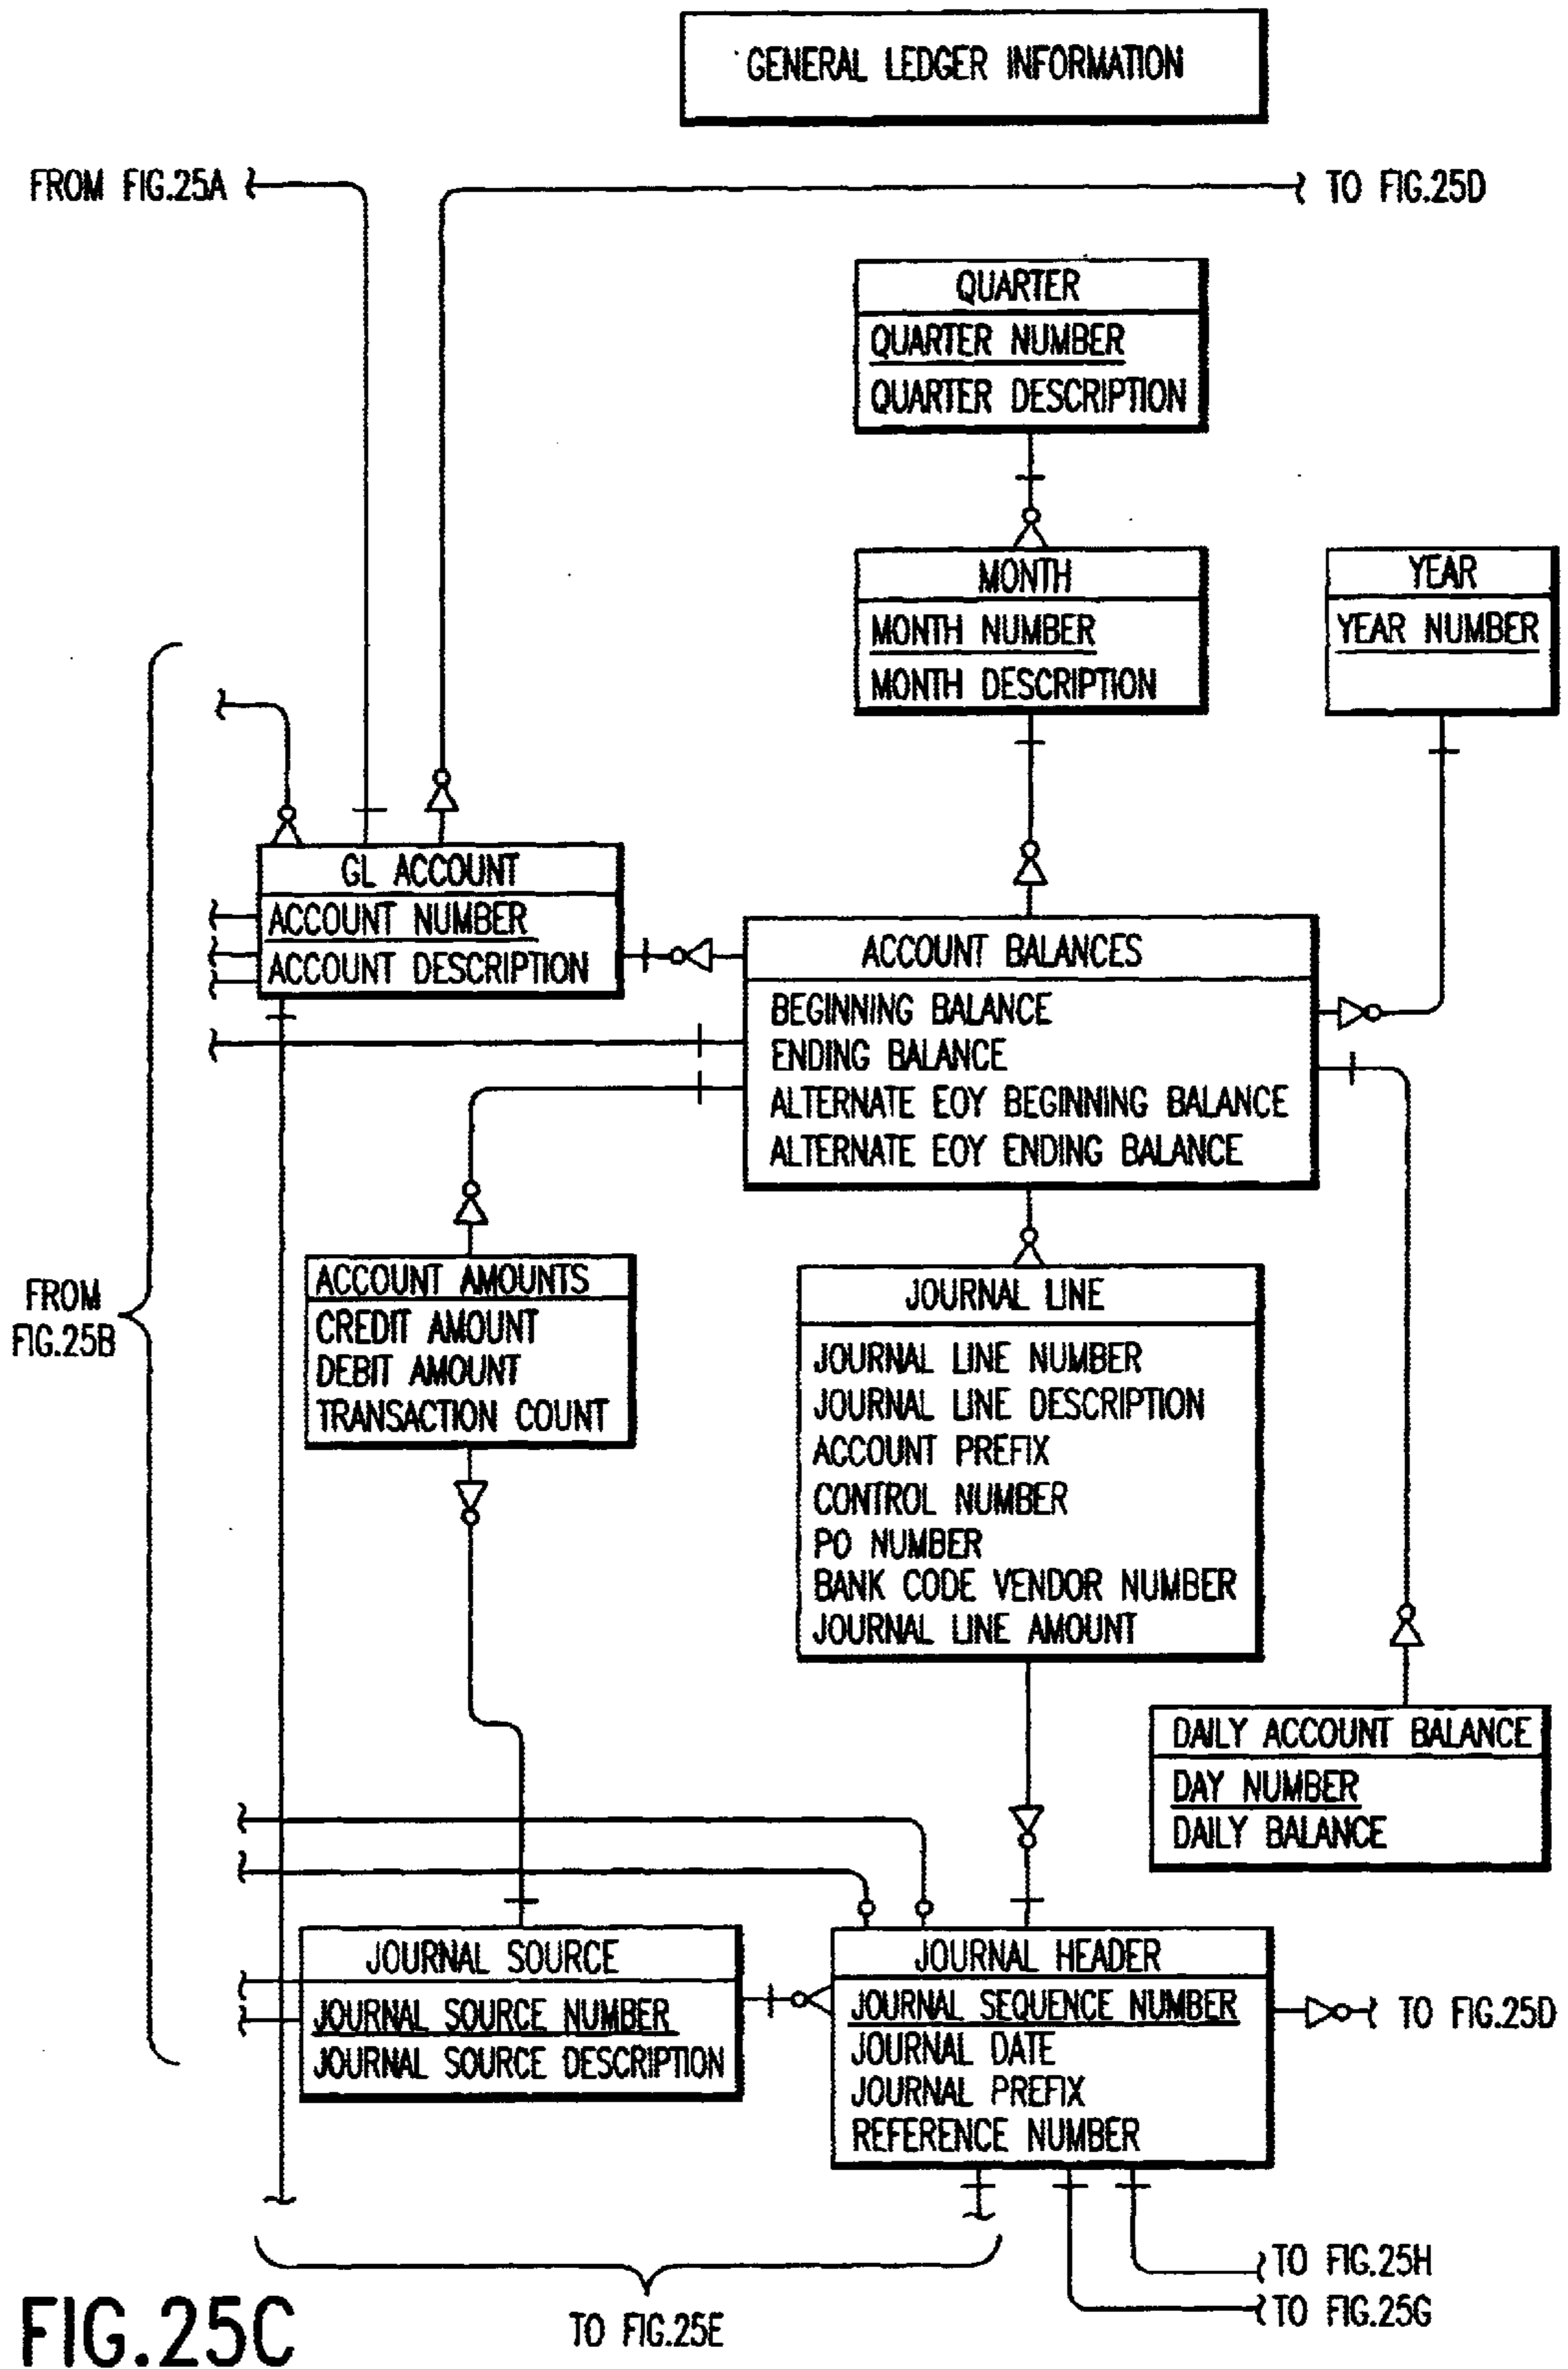 GENERAL LEDGER INFORMATION
FROM FIG.25A
TO FIG.25D
QUARTER
QUARTER NUMBER
QUARTER DESCRIPTION
MONTH
MONTH NUMBER
MONTH DESCRIPTION
YEAR
YEAR NUMBER
GL ACCOUNT
ACCOUNT NUMBER
ACCOUNT DESCRIPTION
ACCOUNT BALANCES
BEGINNING BALANCE
ENDING BALANCE
ALTERNATE EOY BEGINNING BALANCE
ALTERNATE EOY ENDING BALANCE
FROM
FIG.25B
ACCOUNT AMOUNTS
CREDIT AMOUNT
DEBIT AMOUNT
TRANSACTION COUNT
JOURNAL LINE
JOURNAL LINE NUMBER
JOURNAL LINE DESCRIPTION
ACCOUNT PREFIX
CONTROL NUMBER
PO NUMBER
BANK CODE VENDOR NUMBER
JOURNAL LINE AMOUNT
DAILY ACCOUNT BALANCE
DAY NUMBER
DAILY BALANCE
JOURNAL SOURCE
JOURNAL SOURCE NUMBER
JOURNAL SOURCE DESCRIPTION
JOURNAL HEADER
JOURNAL SEQUENCE NUMBER
JOURNAL DATE
JOURNAL PREFIX
REFERENCE NUMBER
TO FIG.25D
TO FIG.25H
TO FIG.25G
TO FIG.25E
FIG.25C